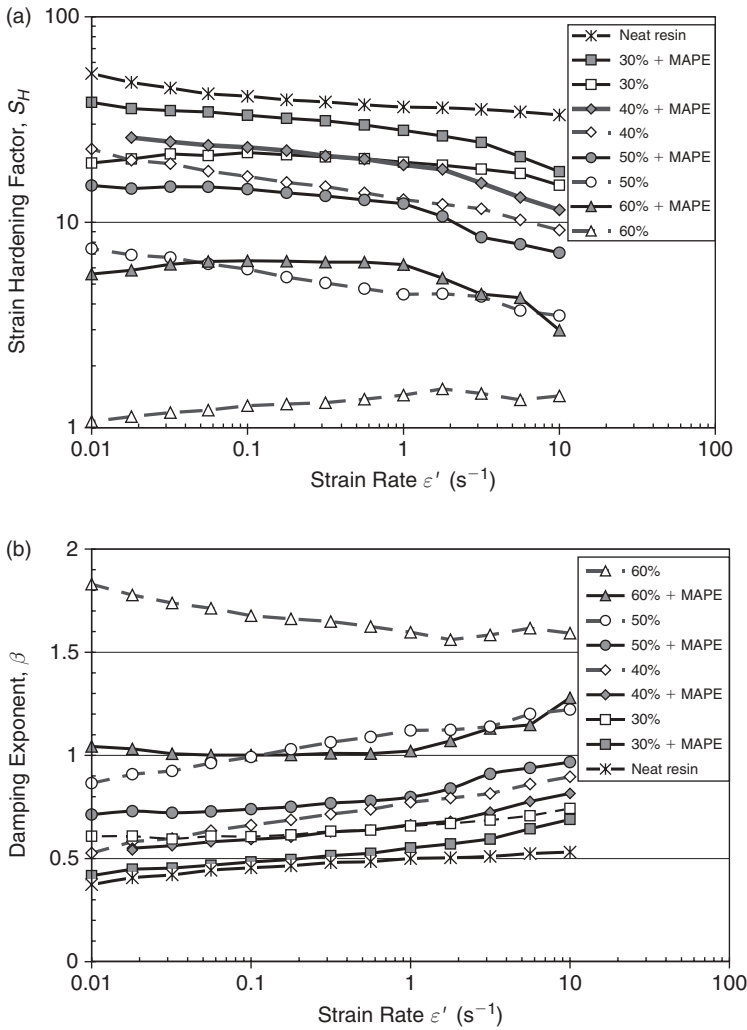 (a)
100
10
1
Strain Hardening Factor, S_H
0.01
0.1
1
10
100
Strain Rate ε′ (s⁻¹)
Neat resin
30% + MAPE
30%
40% + MAPE
40%
50% + MAPE
50%
60% + MAPE
60%
(b)
2
1.5
1
0.5
0
Damping Exponent, β
0.01
0.1
1
10
100
Strain Rate ε′ (s⁻¹)
60%
60% + MAPE
50%
50% + MAPE
40%
40% + MAPE
30%
30% + MAPE
Neat resin